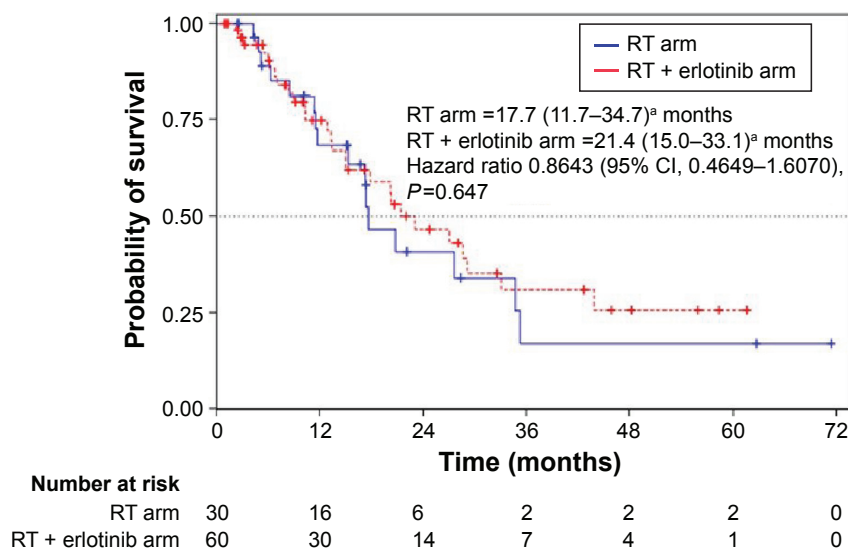 1.00
0.75
0.50
0.25
0.00
Probability of survival
RT arm
RT + erlotinib arm
RT arm =17.7 (11.7–34.7)ª months
RT + erlotinib arm =21.4 (15.0–33.1)ª months
Hazard ratio 0.8643 (95% CI, 0.4649–1.6070),
P=0.647
0 12 24 36 48 60 72
Time (months)
Number at risk
RT arm 30 16 6 2 2 2 0
RT + erlotinib arm 60 30 14 7 4 1 0